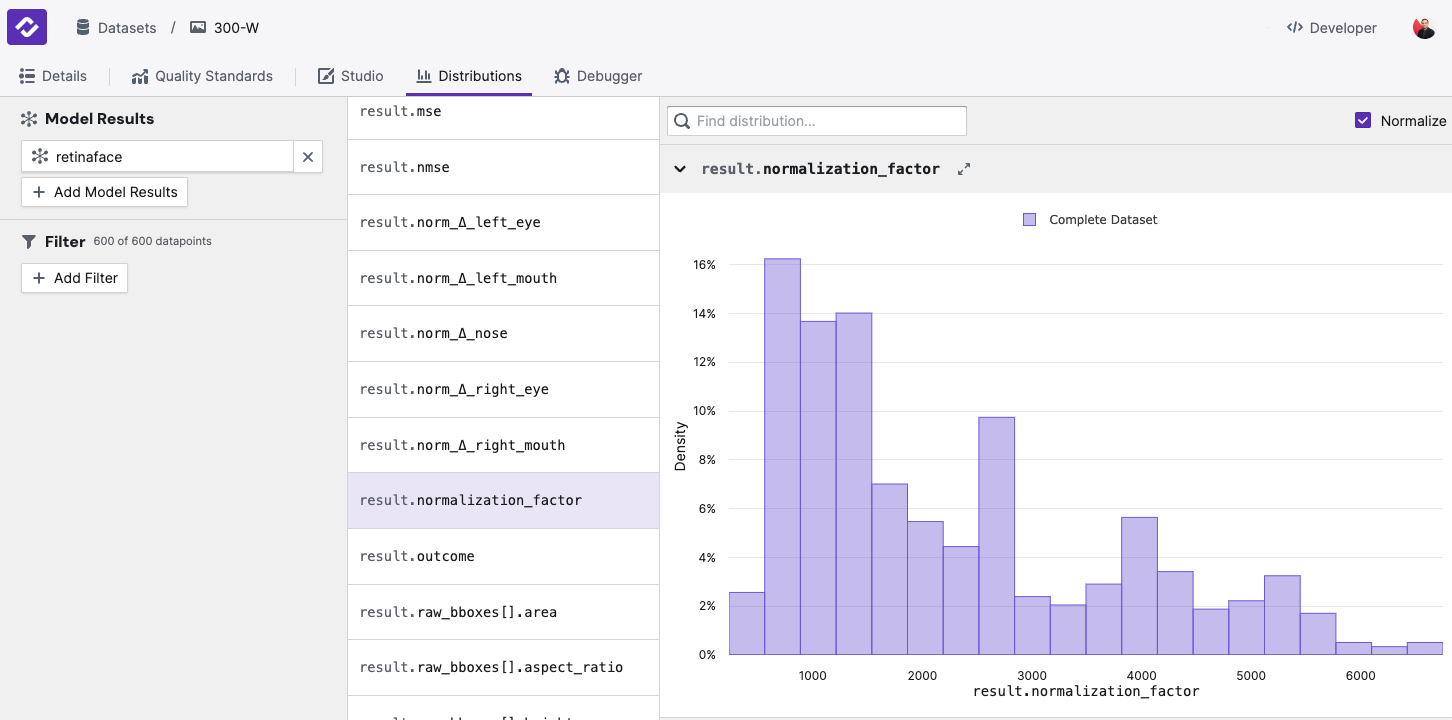 Datasets / 300-W
Developer
Details
Quality Standards
Studio
Distributions
Debugger
Model Results
retinaface
+ Add Model Results
Filter 600 of 600 datapoints
+ Add Filter
result.mse
result.nmse
result.norm_Δ_left_eye
result.norm_Δ_left_mouth
result.norm_Δ_nose
result.norm_Δ_right_eye
result.norm_Δ_right_mouth
result.normalization_factor
result.outcome
result.raw_bboxes[].area
result.raw_bboxes[].aspect_ratio
Find distribution...
Normalize
result.normalization_factor
Complete Dataset
16%
14%
12%
10%
8%
6%
4%
2%
0%
Density
1000 2000 3000 4000 5000 6000
result.normalization_factor